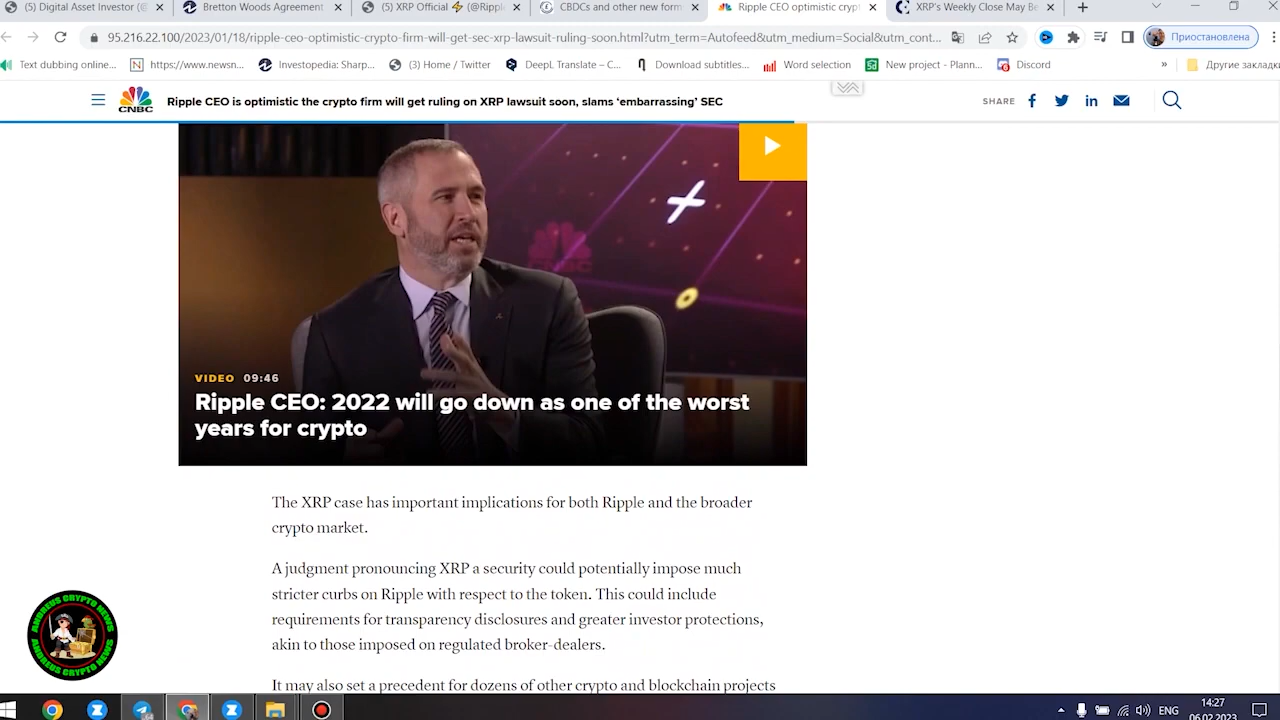 (5) Digital Asset Investor (@
Bretton Woods Agreement
(5) XRP Official ⚡ (@Ripple
CBDCs and other new form
Ripple CEO optimistic crypt
XRP's Weekly Close May Be
95.216.22.100/2023/01/18/ripple-ceo-optimistic-crypto-firm-will-get-sec-xrp-lawsuit-ruling-soon.html?utm_term=Autofeed&utm_medium=Social&utm_cont...
Приостановлена
Text dubbing online...
https://www.newsn...
Investopedia: Sharp...
(3) Home / Twitter
DeepL Translate – C...
Download subtitles...
Word selection
New project - Plann...
Discord
»
Другие закладки
CNBC
Ripple CEO is optimistic the crypto firm will get ruling on XRP lawsuit soon, slams ‘embarrassing’ SEC
SHARE
VIDEO 09:46
Ripple CEO: 2022 will go down as one of the worst
years for crypto
The XRP case has important implications for both Ripple and the broader
crypto market.
A judgment pronouncing XRP a security could potentially impose much
stricter curbs on Ripple with respect to the token. This could include
requirements for transparency disclosures and greater investor protections,
akin to those imposed on regulated broker-dealers.
It may also set a precedent for dozens of other crypto and blockchain projects
ANDREUS CRYPTO NEWS
ANDREUS CRYPTO NEWS
ENG
14:27
06.02.2023